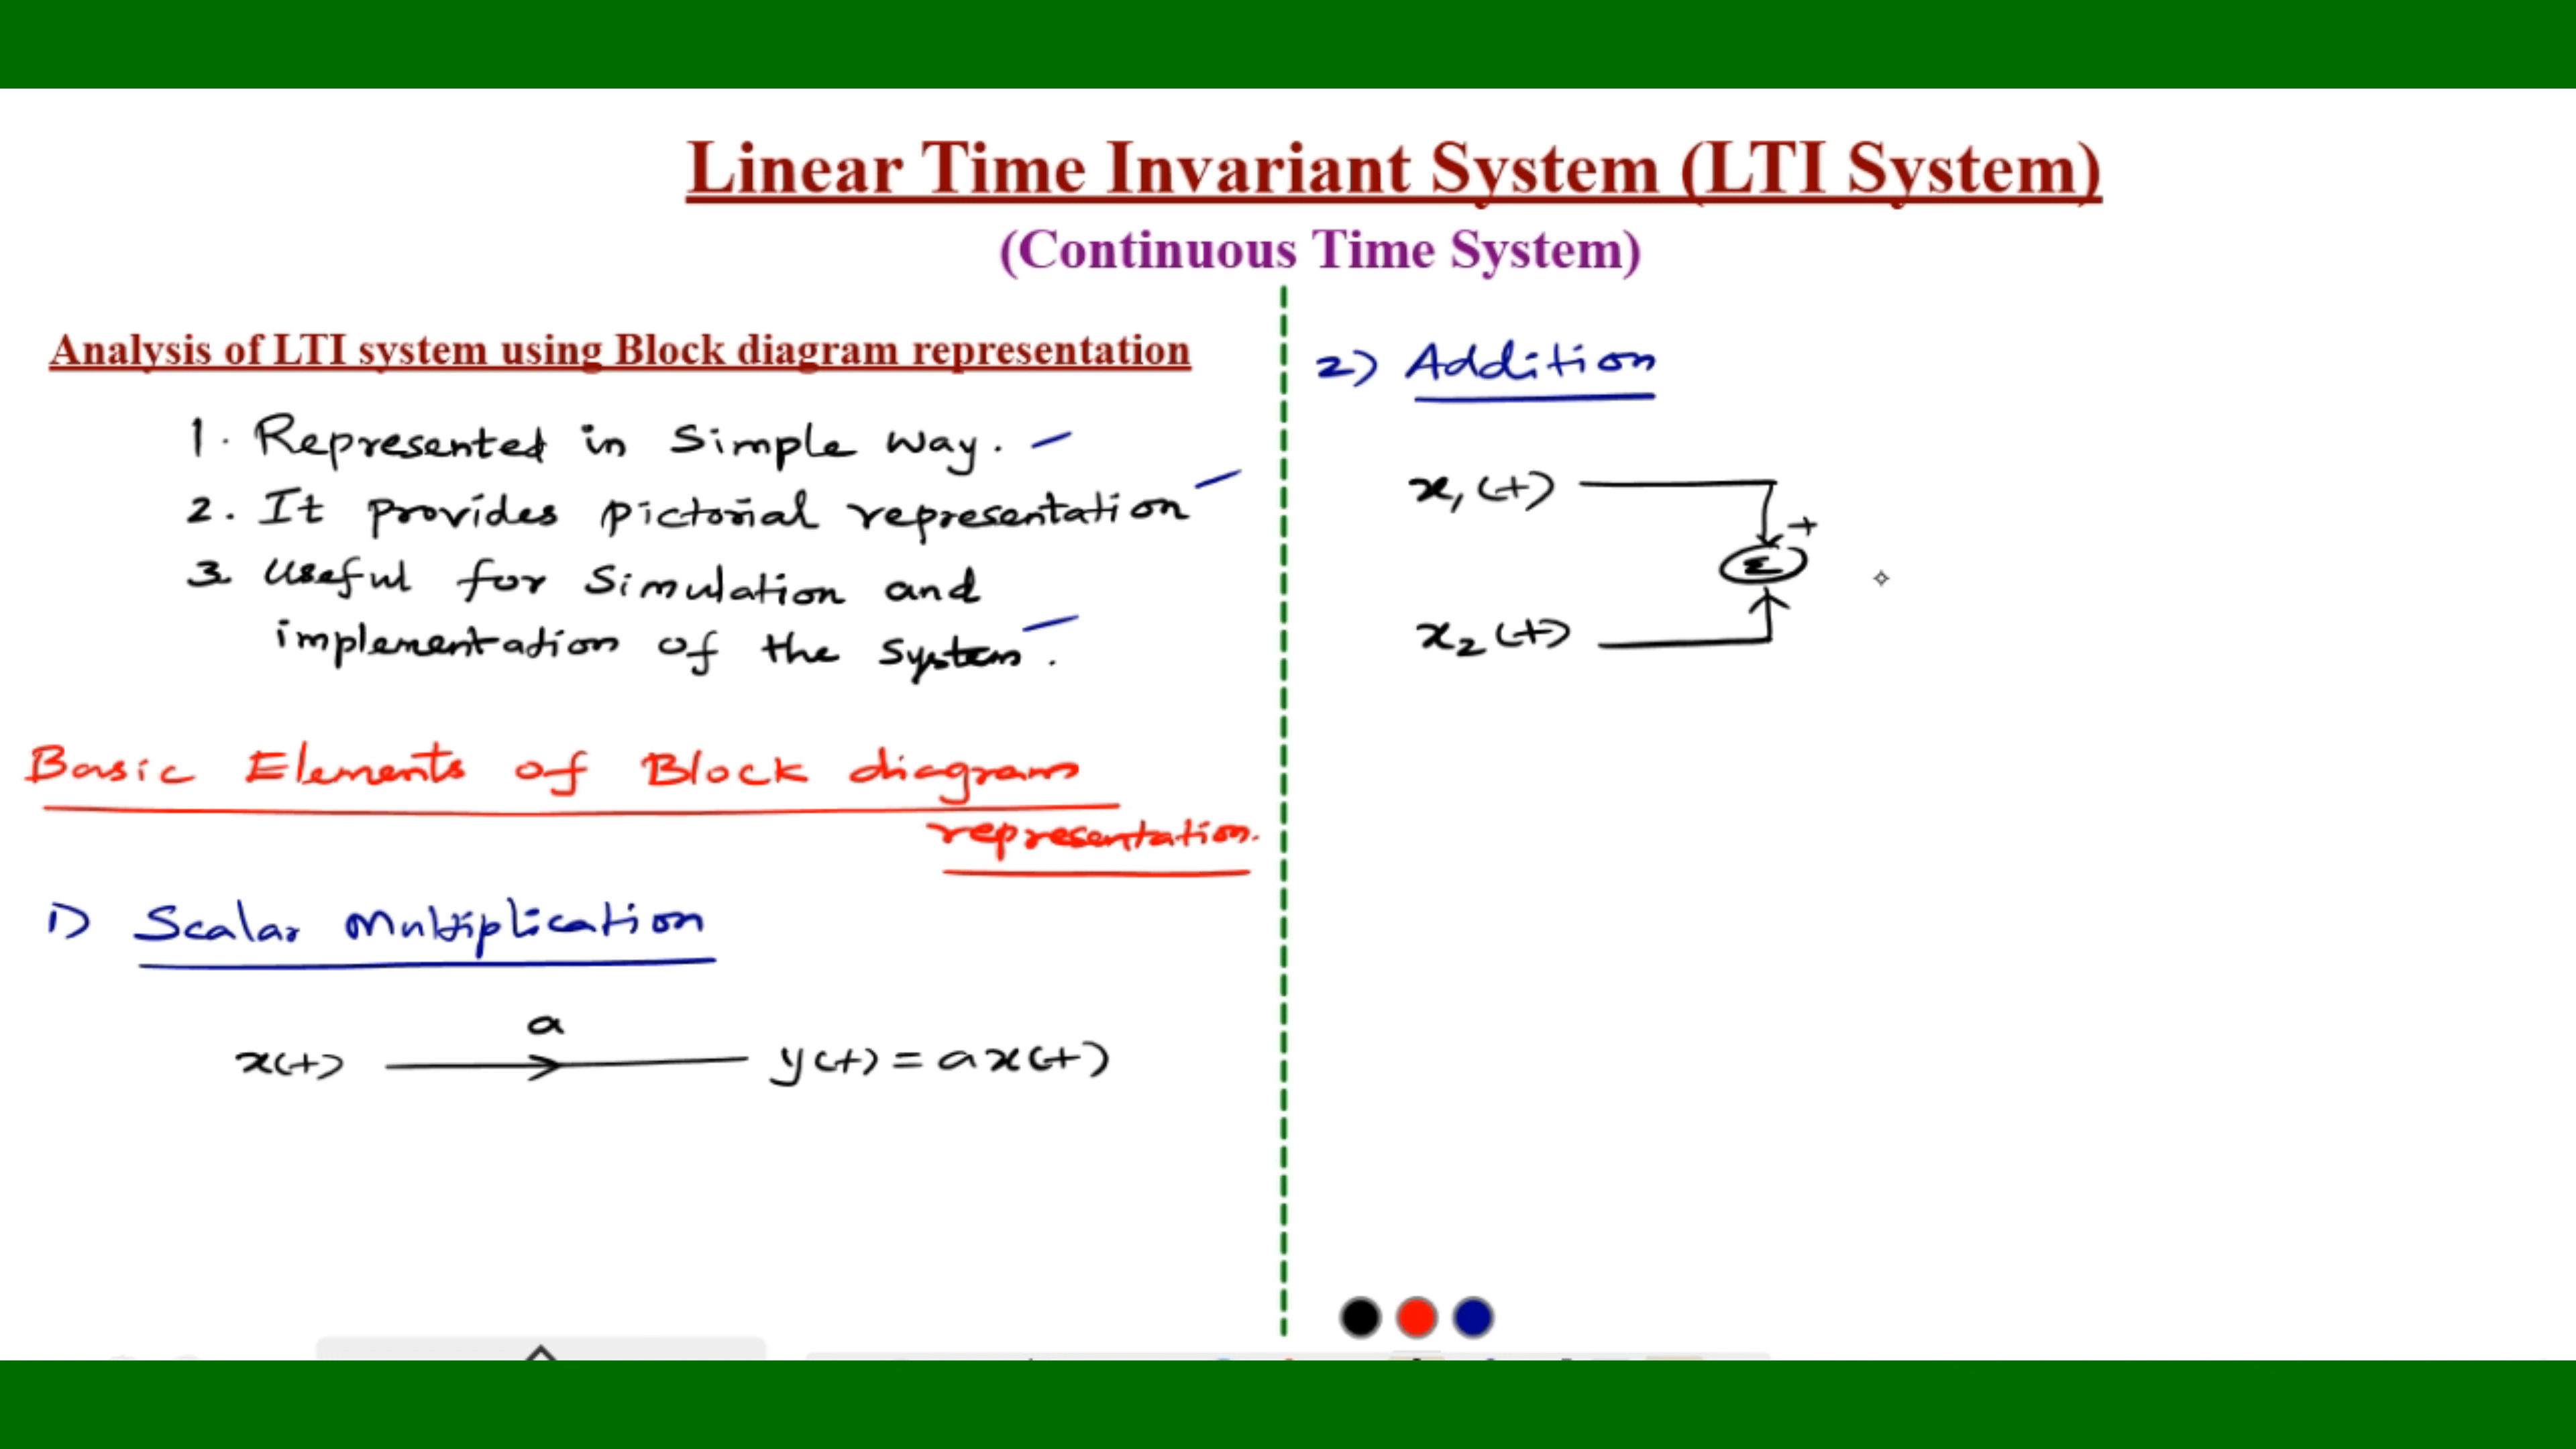 Linear Time Invariant System (LTI System)
(Continuous Time System)
Analysis of LTI system using Block diagram representation
1. Represented in Simple way.
2. It provides pictorial representation
3. Useful for Simulation and
implementation of the System.
Basic Elements of Block diagram
representation.
1) Scalar Multiplication
a
x(t) y(t) = ax(t)
2) Addition
x₁(t)
+
Σ
x₂(t)